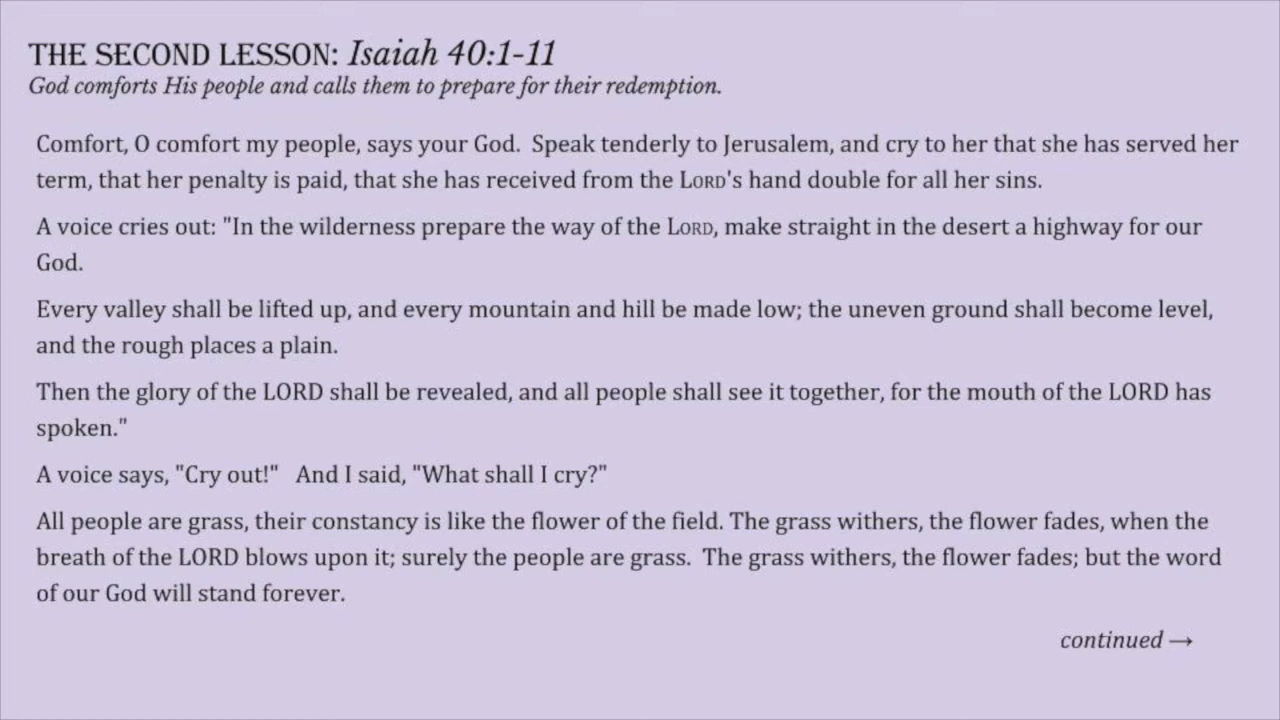 THE SECOND LESSON: Isaiah 40:1-11
God comforts His people and calls them to prepare for their redemption.
Comfort, O comfort my people, says your God.  Speak tenderly to Jerusalem, and cry to her that she has served her
term, that her penalty is paid, that she has received from the LORD's hand double for all her sins.
A voice cries out: "In the wilderness prepare the way of the LORD, make straight in the desert a highway for our
God.
Every valley shall be lifted up, and every mountain and hill be made low; the uneven ground shall become level,
and the rough places a plain.
Then the glory of the LORD shall be revealed, and all people shall see it together, for the mouth of the LORD has
spoken."
A voice says, "Cry out!"   And I said, "What shall I cry?"
All people are grass, their constancy is like the flower of the field. The grass withers, the flower fades, when the
breath of the LORD blows upon it; surely the people are grass.  The grass withers, the flower fades; but the word
of our God will stand forever.
continued →